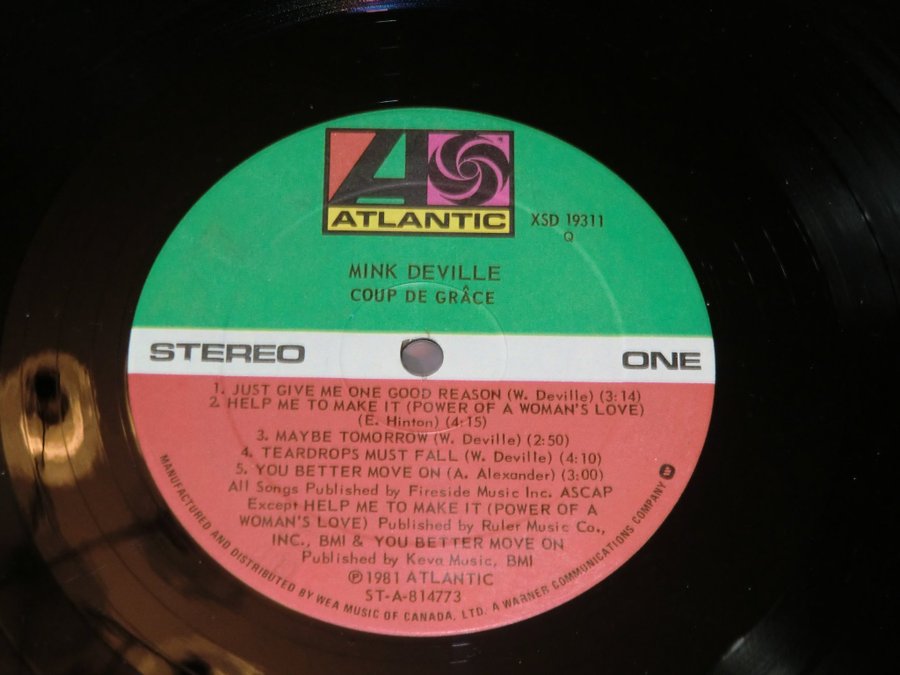 ATLANTIC
XSD 19311
Q
MINK DEVILLE
COUP DE GRÂCE
STEREO
ONE
1. JUST GIVE ME ONE GOOD REASON (W. Deville) (3:14)
2. HELP ME TO MAKE IT (POWER OF A WOMAN'S LOVE)
(E. Hinton) (4:15)
3. MAYBE TOMORROW (W. Deville) (2:50)
4. TEARDROPS MUST FALL (W. Deville) (4:10)
5. YOU BETTER MOVE ON (A. Alexander) (3:00)
All Songs Published by Fireside Music Inc. ASCAP
Except HELP ME TO MAKE IT (POWER OF A
WOMAN'S LOVE) Published by Ruler Music Co.,
INC., BMI & YOU BETTER MOVE ON
Published by Keva Music, BMI
℗1981 ATLANTIC
ST-A-814773
MANUFACTURED AND DISTRIBUTED BY WEA MUSIC OF CANADA, LTD. A WARNER COMMUNICATIONS COMPANY